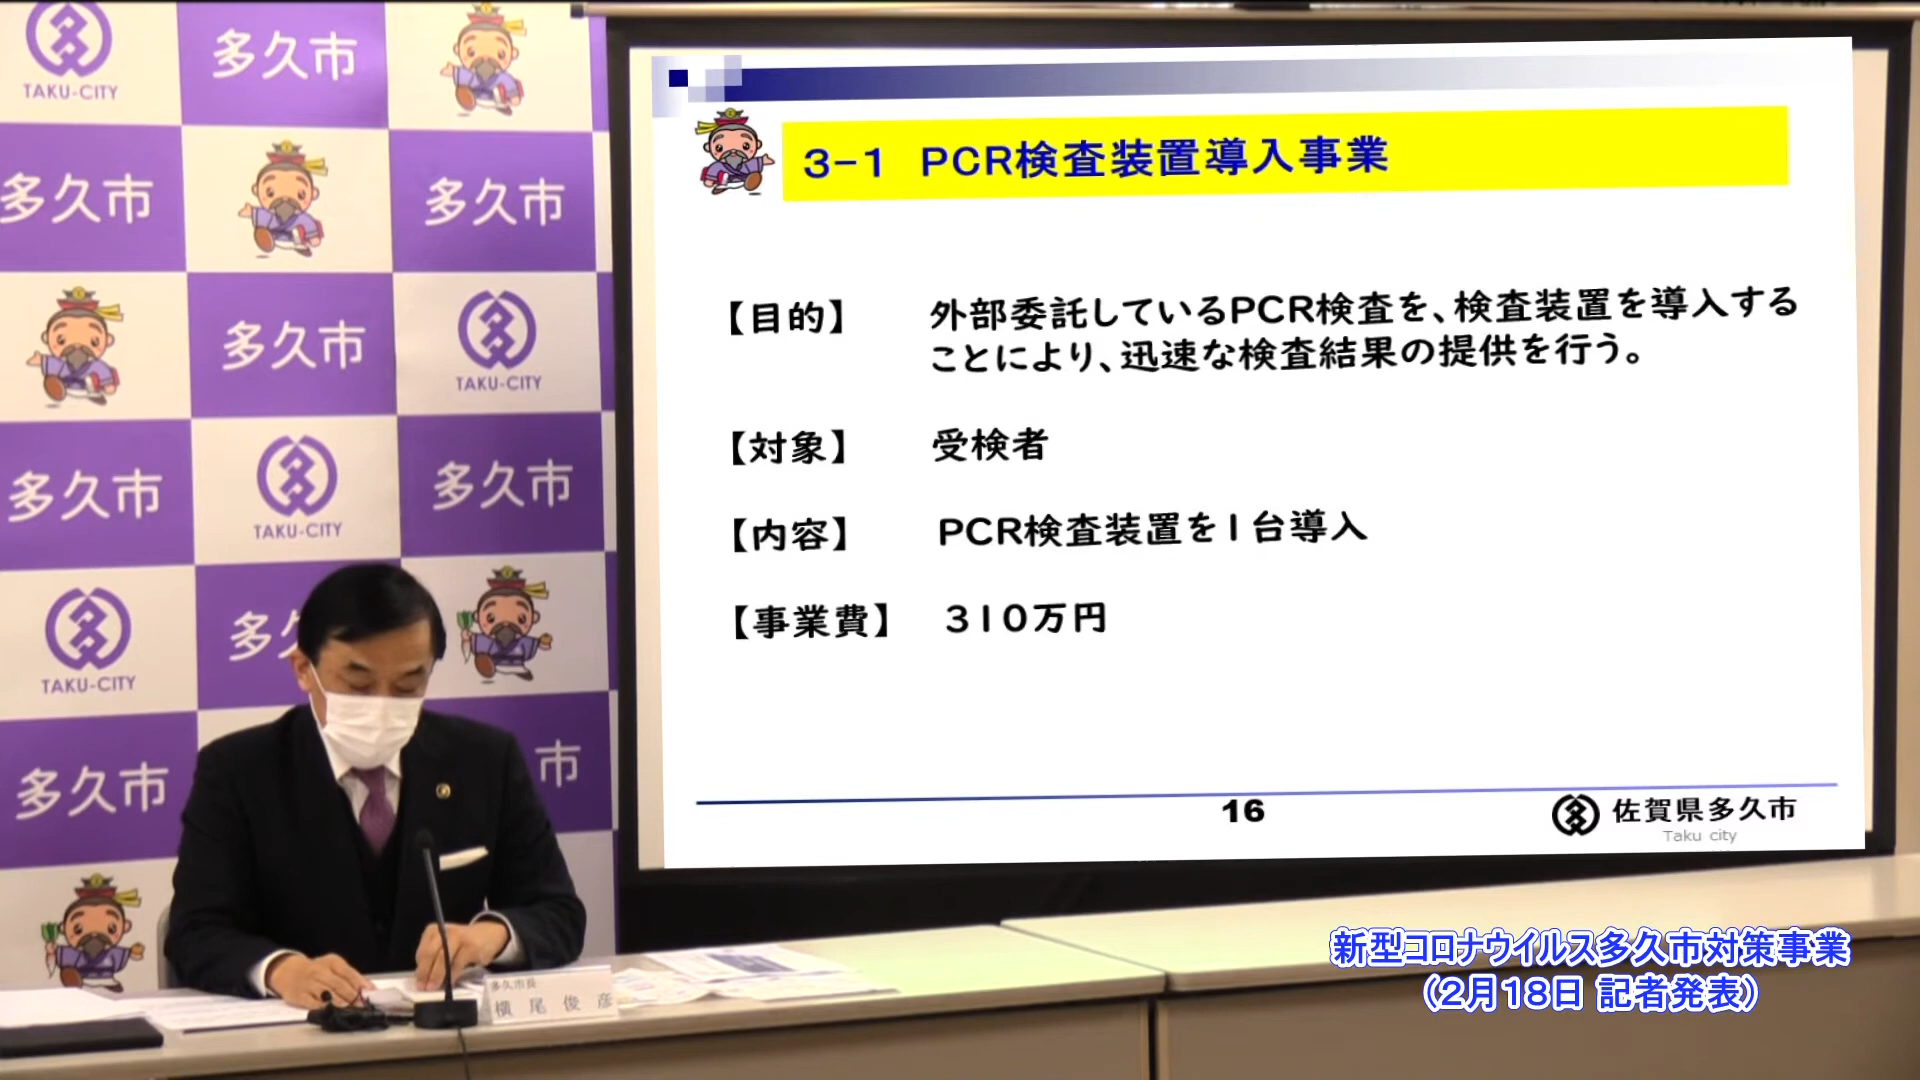 TAKU-CITY
多久市
多久市
多久市
多久市
TAKU-CITY
多久市
TAKU-CITY
多久市
TAKU-CITY
多
多久市
市
3-1 PCR検査装置導入事業
【目的】 外部委託しているPCR検査を、検査装置を導入する
ことにより、迅速な検査結果の提供を行う。
【対象】 受検者
【内容】 PCR検査装置を1台導入
【事業費】 310万円
16
佐賀県多久市
Taku city
多久市長
横尾俊彦
新型コロナウイルス多久市対策事業
(2月18日 記者発表)